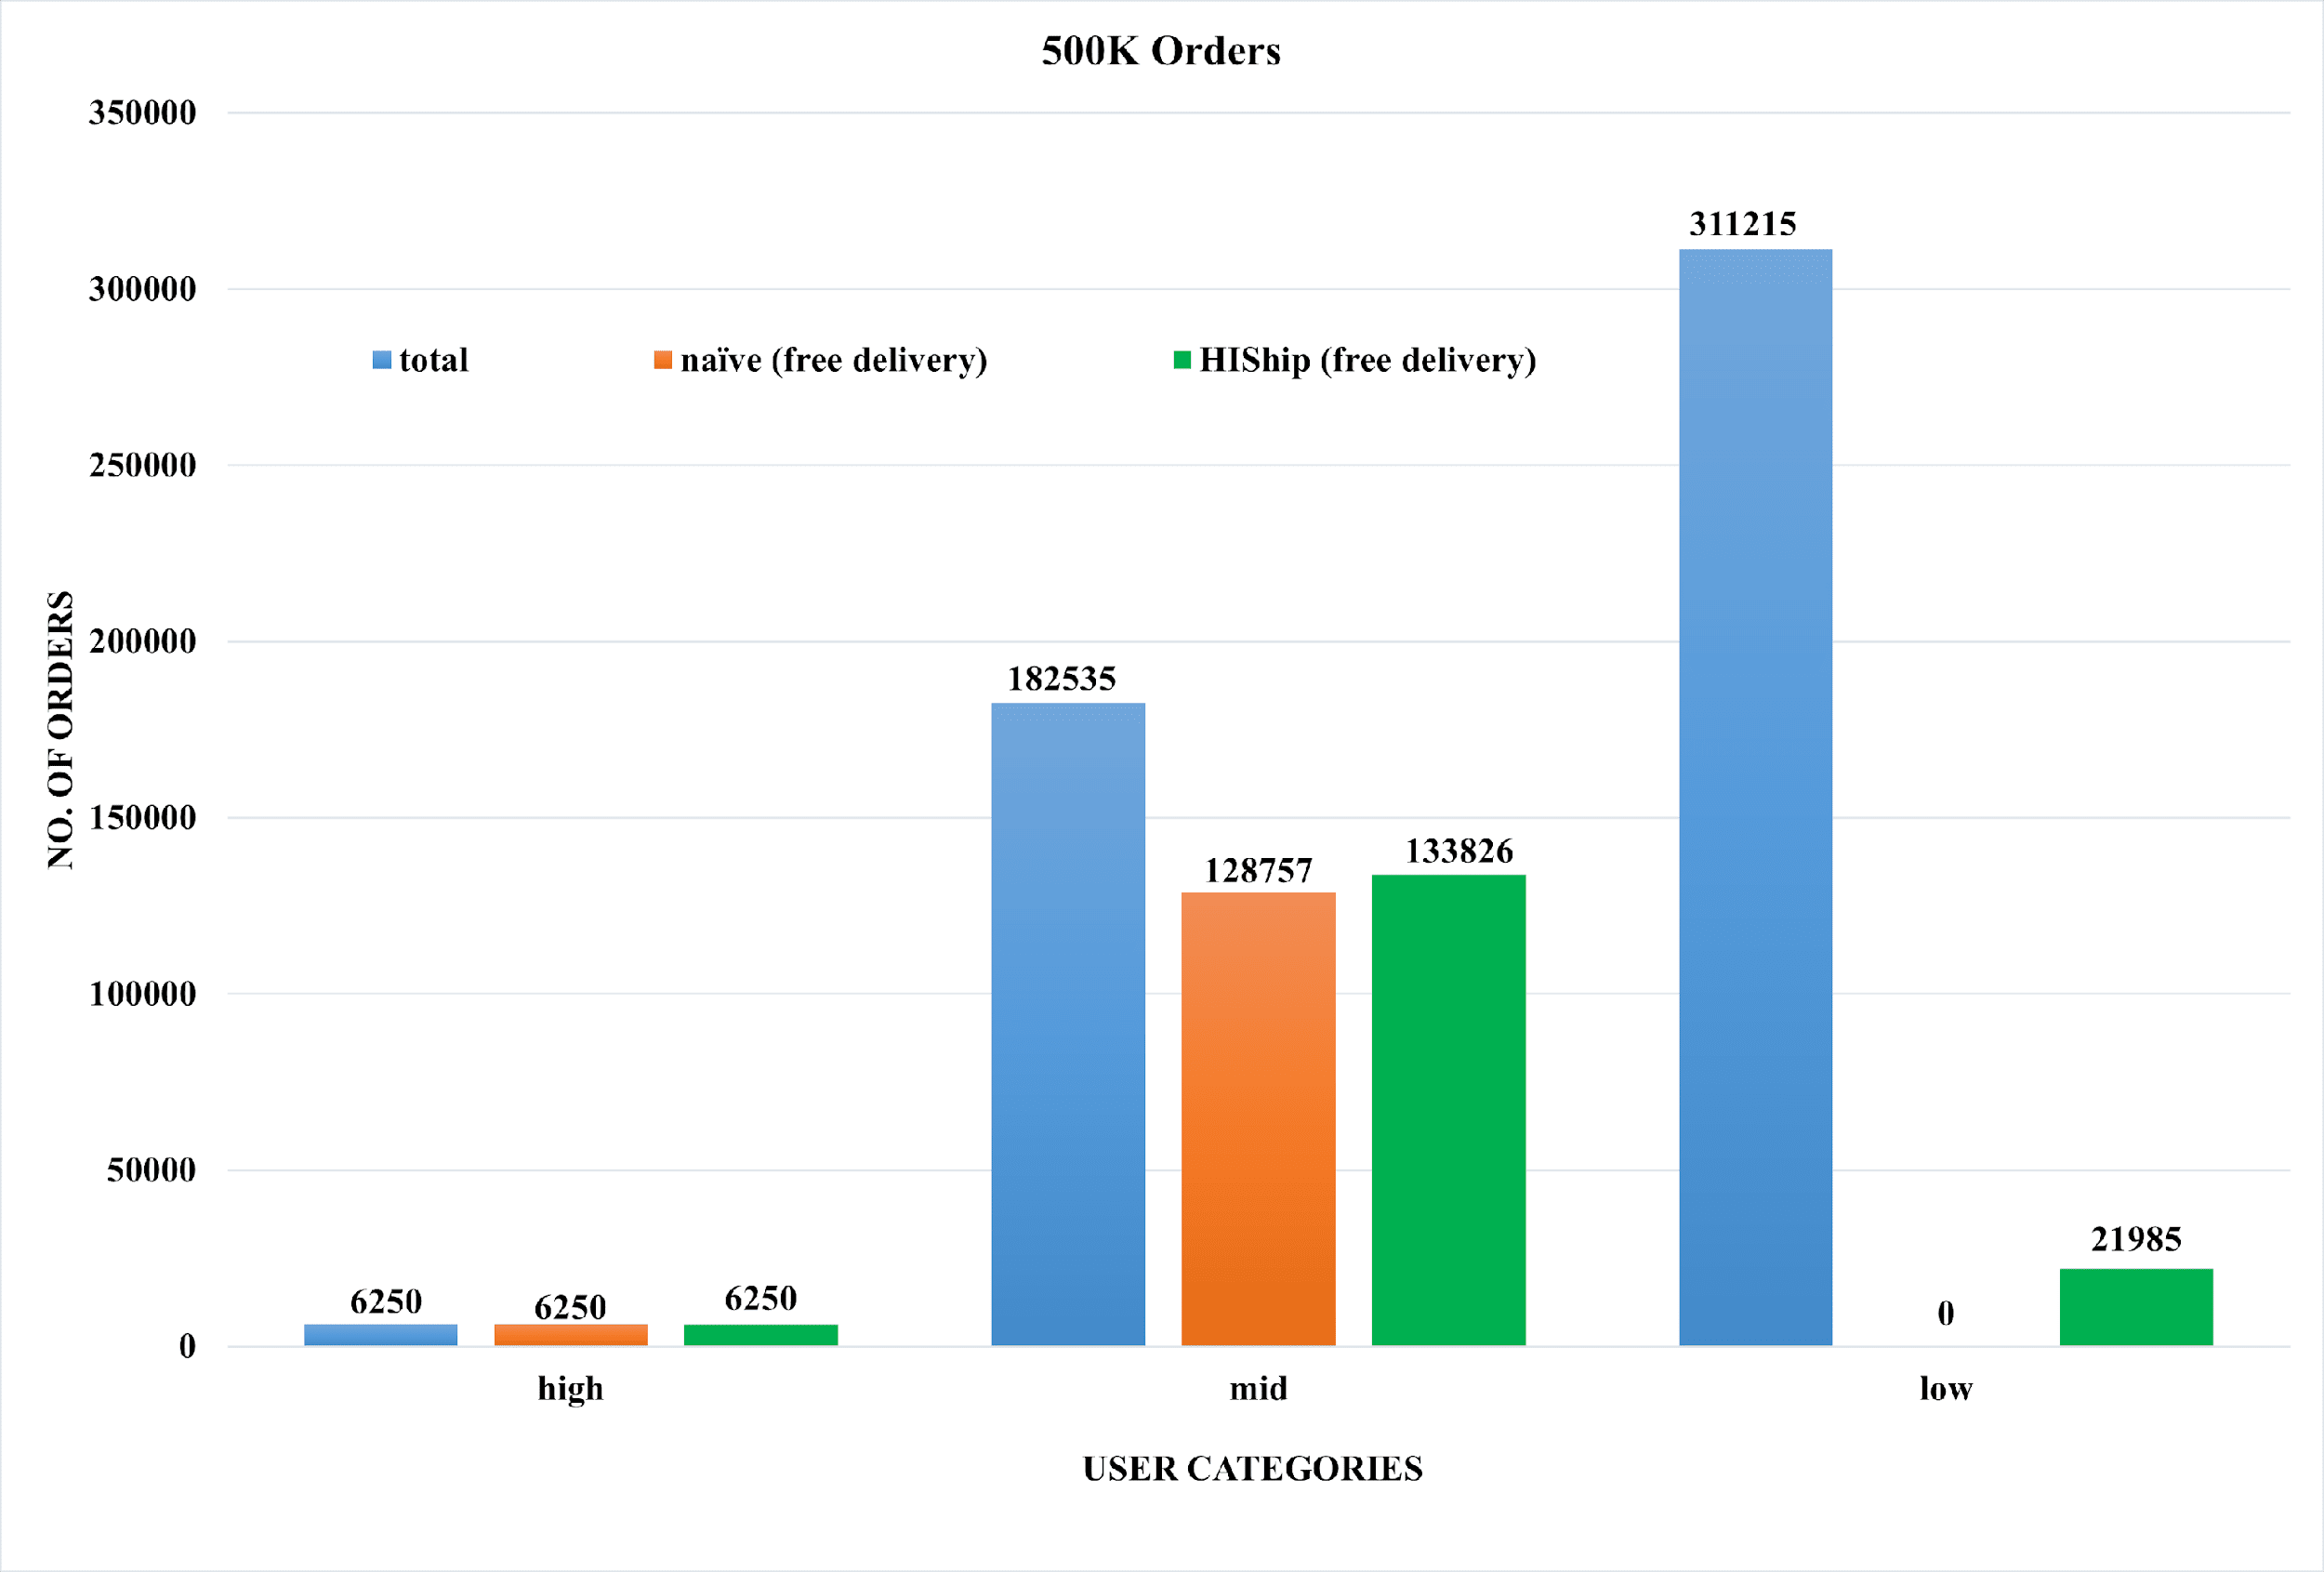 500K Orders
350000
300000
250000
200000
150000
100000
50000
0
NO. OF ORDERS
total
naïve (free delivery)
HIShip (free delivery)
6250
6250
6250
182535
128757
133826
311215
0
21985
high
mid
low
USER CATEGORIES